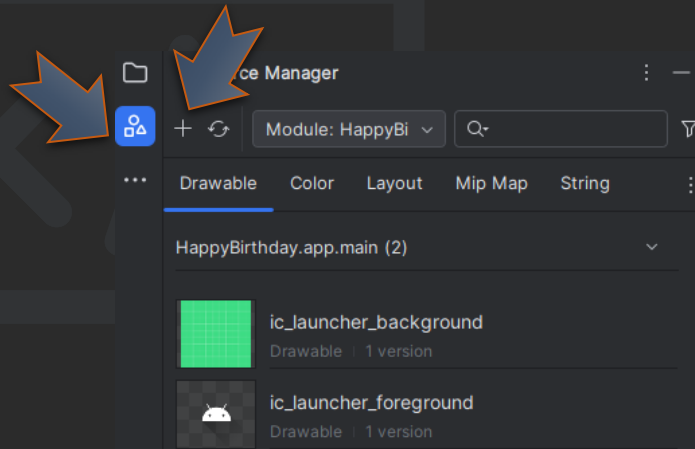 ce Manager
Module: HappyBi
Drawable Color Layout Mip Map String
HappyBirthday.app.main (2)
ic_launcher_background
Drawable | 1 version
ic_launcher_foreground
Drawable | 1 version